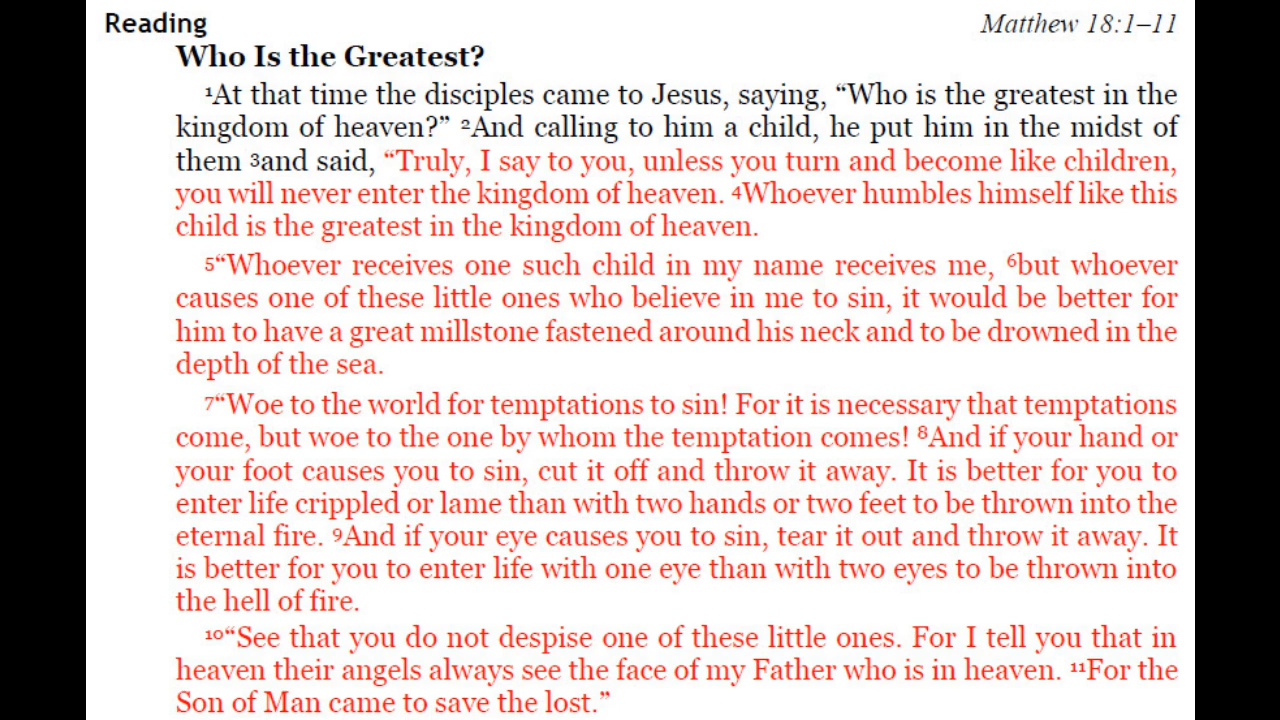 Reading Matthew 18:1–11
Who Is the Greatest?
¹At that time the disciples came to Jesus, saying, “Who is the greatest in the
kingdom of heaven?” ²And calling to him a child, he put him in the midst of
them ³and said, “Truly, I say to you, unless you turn and become like children,
you will never enter the kingdom of heaven. ⁴Whoever humbles himself like this
child is the greatest in the kingdom of heaven.
⁵“Whoever receives one such child in my name receives me, ⁶but whoever
causes one of these little ones who believe in me to sin, it would be better for
him to have a great millstone fastened around his neck and to be drowned in the
depth of the sea.
⁷“Woe to the world for temptations to sin! For it is necessary that temptations
come, but woe to the one by whom the temptation comes! ⁸And if your hand or
your foot causes you to sin, cut it off and throw it away. It is better for you to
enter life crippled or lame than with two hands or two feet to be thrown into the
eternal fire. ⁹And if your eye causes you to sin, tear it out and throw it away. It
is better for you to enter life with one eye than with two eyes to be thrown into
the hell of fire.
¹⁰“See that you do not despise one of these little ones. For I tell you that in
heaven their angels always see the face of my Father who is in heaven. ¹¹For the
Son of Man came to save the lost.”